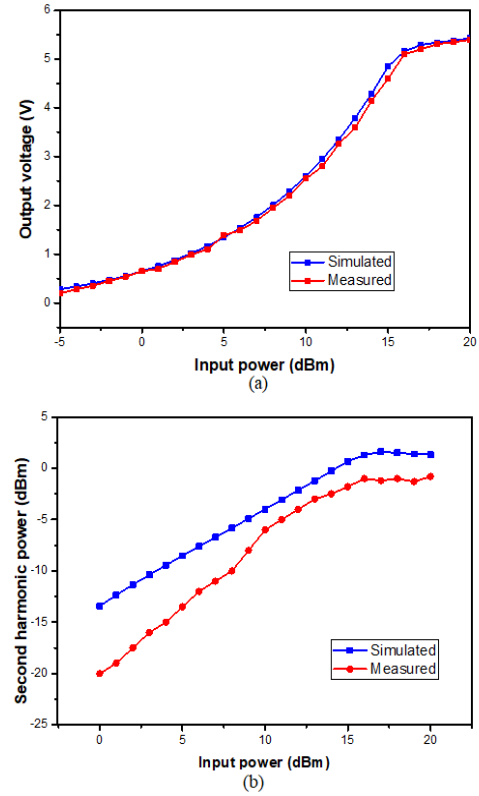 6
5
4
3
2
1
0
Output voltage (V)
Simulated
Measured
-5 0 5 10 15 20
Input power (dBm)
(a)
5
0
-5
-10
-15
-20
-25
Second harmonic power (dBm)
Simulated
Measured
0 5 10 15 20
Input power (dBm)
(b)